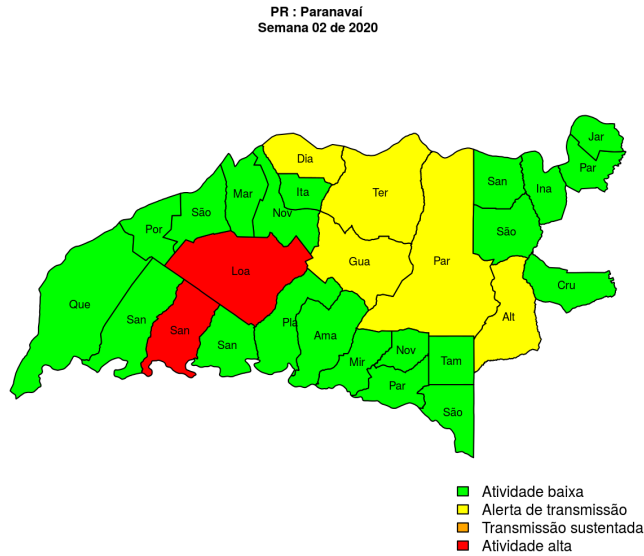 PR : Paranavaí
Semana 02 de 2020
Jar
Par
Dia
Ter
San
Ina
Ita
Mar
São
Nov
Por
São
Loa
Gua
Par
Cru
Que
San
San
San
Pla
Ama
Alt
Mir
Nov
Tam
Par
São
Atividade baixa
Alerta de transmissão
Transmissão sustentada
Atividade alta